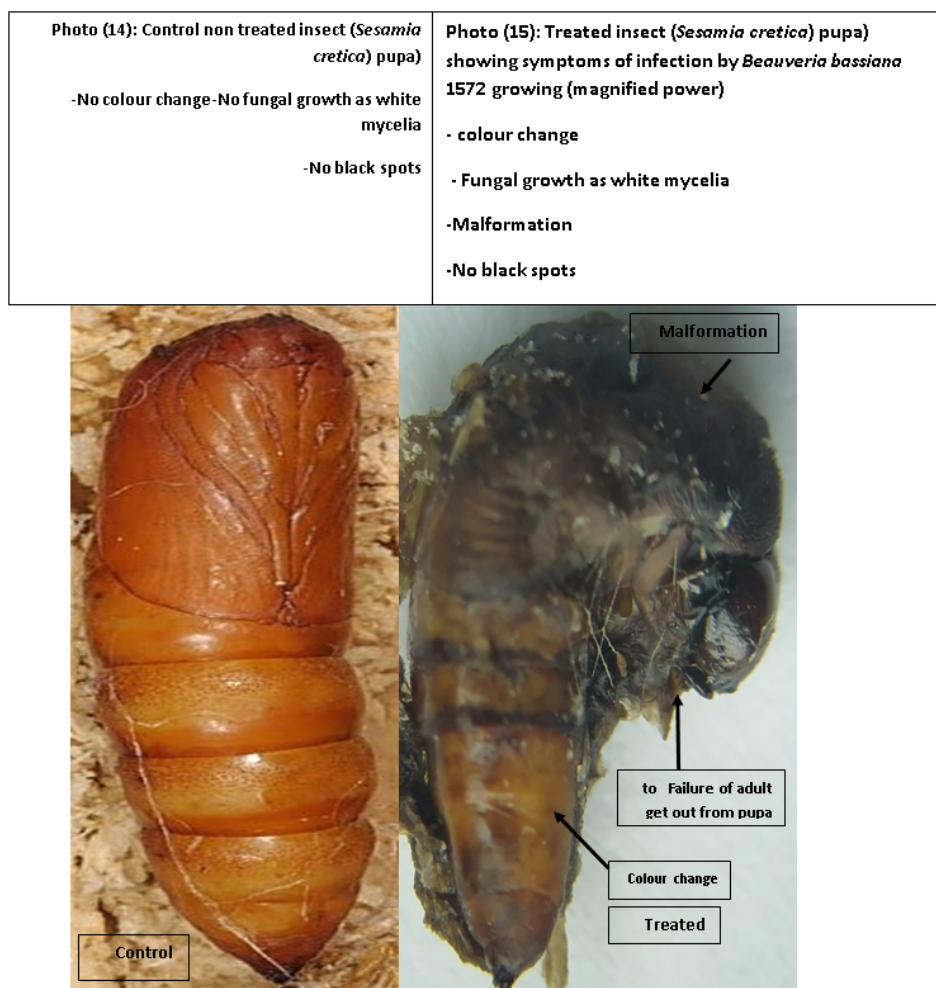 Photo (14): Control non treated insect (Sesamia
cretica) pupa)
-No colour change-No fungal growth as white
mycelia
-No black spots
Photo (15): Treated insect (Sesamia cretica) pupa)
showing symptoms of infection by Beauveria bassiana
1572 growing (magnified power)
- colour change
- Fungal growth as white mycelia
-Malformation
-No black spots
Malformation
to Failure of adult
get out from pupa
Colour change
Treated
Control